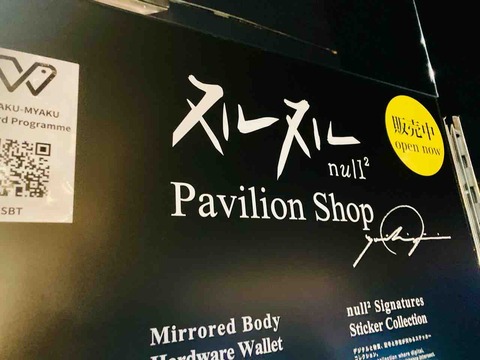 AKU-MYAKU
rd Programme
SBT
ヌルヌル
null²
Pavilion Shop
販売中
open now
Mirrored Body
Hardware Wallet
null² Signatures
Sticker Collection